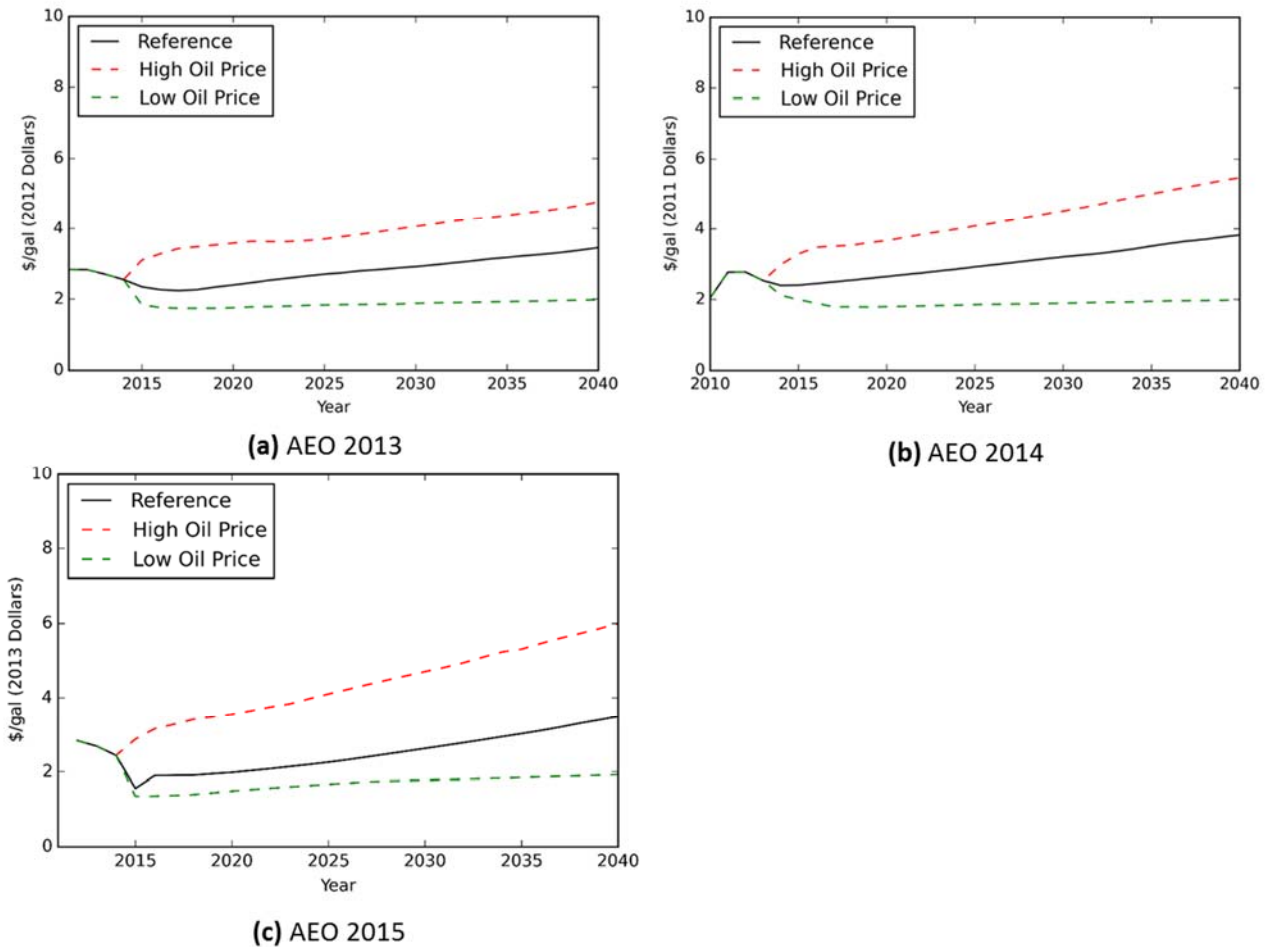 10
8
6
4
2
0
$/gal (2012 Dollars)
Reference
High Oil Price
Low Oil Price
2015 2020 2025 2030 2035 2040
Year
(a) AEO 2013
10
8
6
4
2
0
$/gal (2011 Dollars)
Reference
High Oil Price
Low Oil Price
2010 2015 2020 2025 2030 2035 2040
Year
(b) AEO 2014
10
8
6
4
2
0
$/gal (2013 Dollars)
Reference
High Oil Price
Low Oil Price
2015 2020 2025 2030 2035 2040
Year
(c) AEO 2015